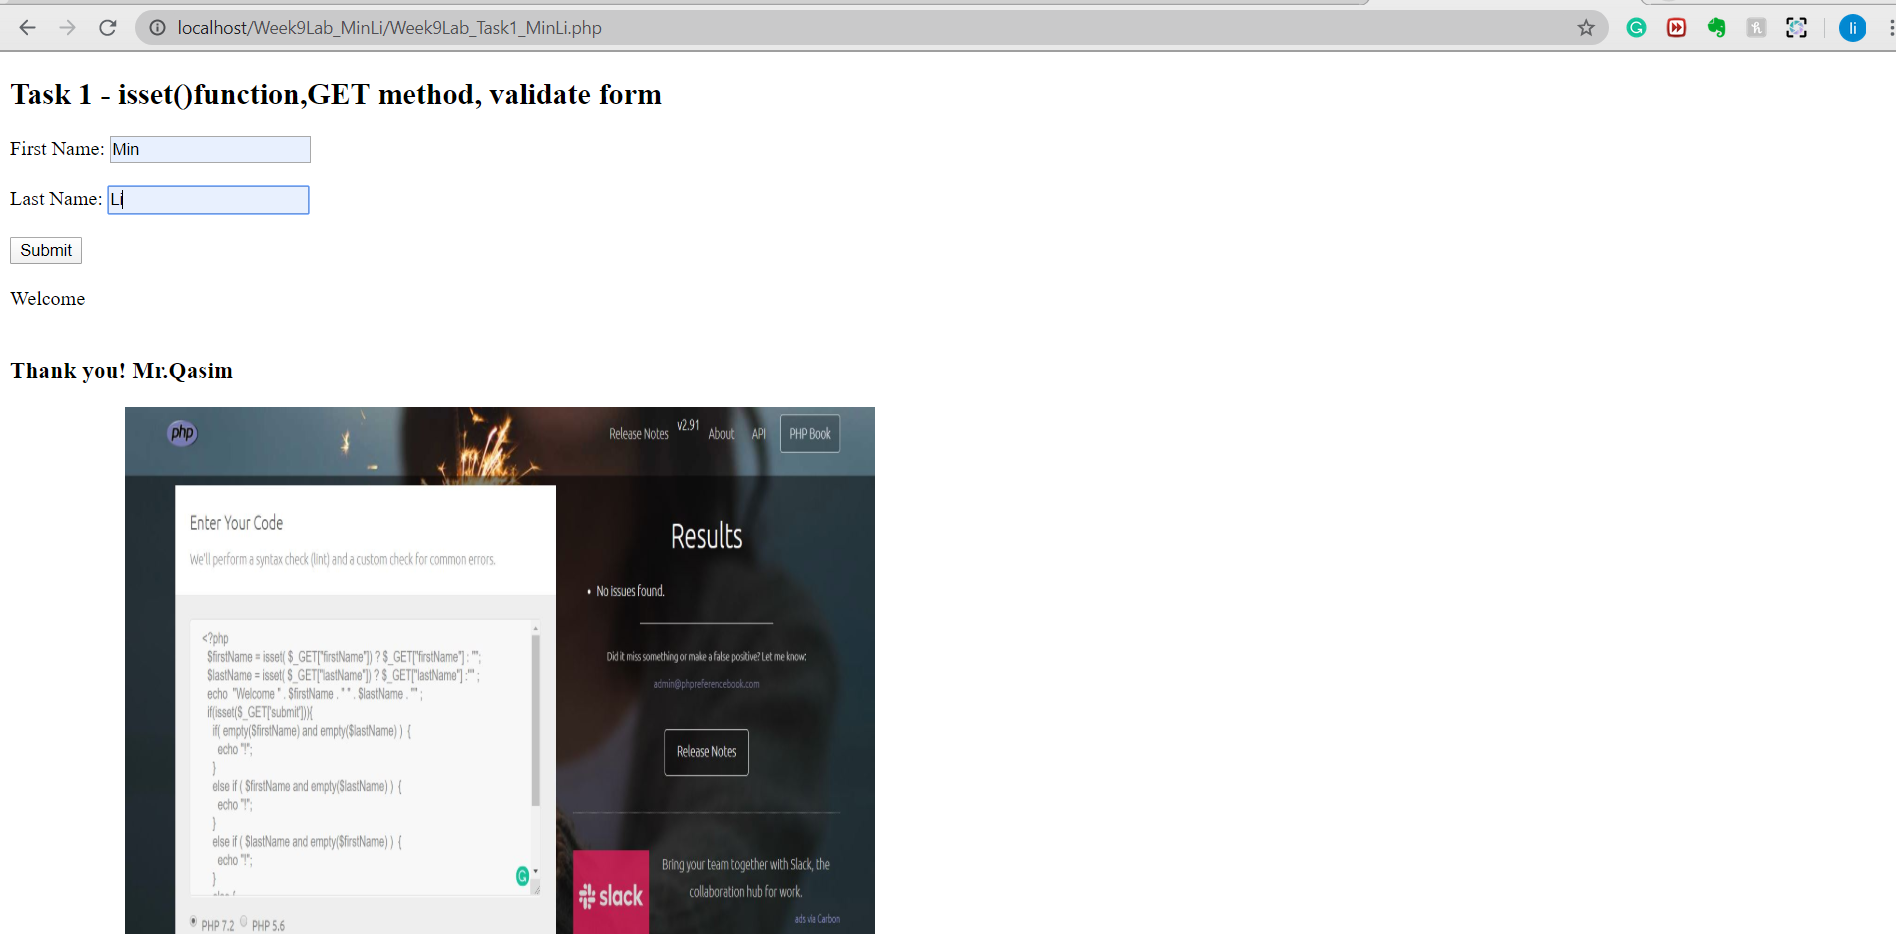 localhost/Week9Lab_MinLi/Week9Lab_Task1_MinLi.php
li
Task 1 - isset()function,GET method, validate form
First Name: Min
Last Name: Li
Submit
Welcome
Thank you! Mr.Qasim
php
Release Notes v2.91 About API PHP Book
Enter Your Code
We'll perform a syntax check (lint) and a custom check for common errors.
<?php
$firstName = isset( $_GET["firstName"]) ? $_GET["firstName"] : "";
$lastName = isset( $_GET["lastName"]) ? $_GET["lastName"] :"" ;
echo "Welcome " . $firstName . " " . $lastName . "" ;
if(isset($_GET['submit'])){
if( empty($firstName) and empty($lastName) ) {
echo "!";
}
else if ( $firstName and empty($lastName) ) {
echo "!";
}
else if ( $lastName and empty($firstName) ) {
echo "!";
}
else {
PHP 7.2 PHP 5.6
Results
• No issues found.
Did it miss something or make a false positive? Let me know:
admin@phpreferencebook.com
Release Notes
slack
Bring your team together with Slack, the
collaboration hub for work.
ads via Carbon